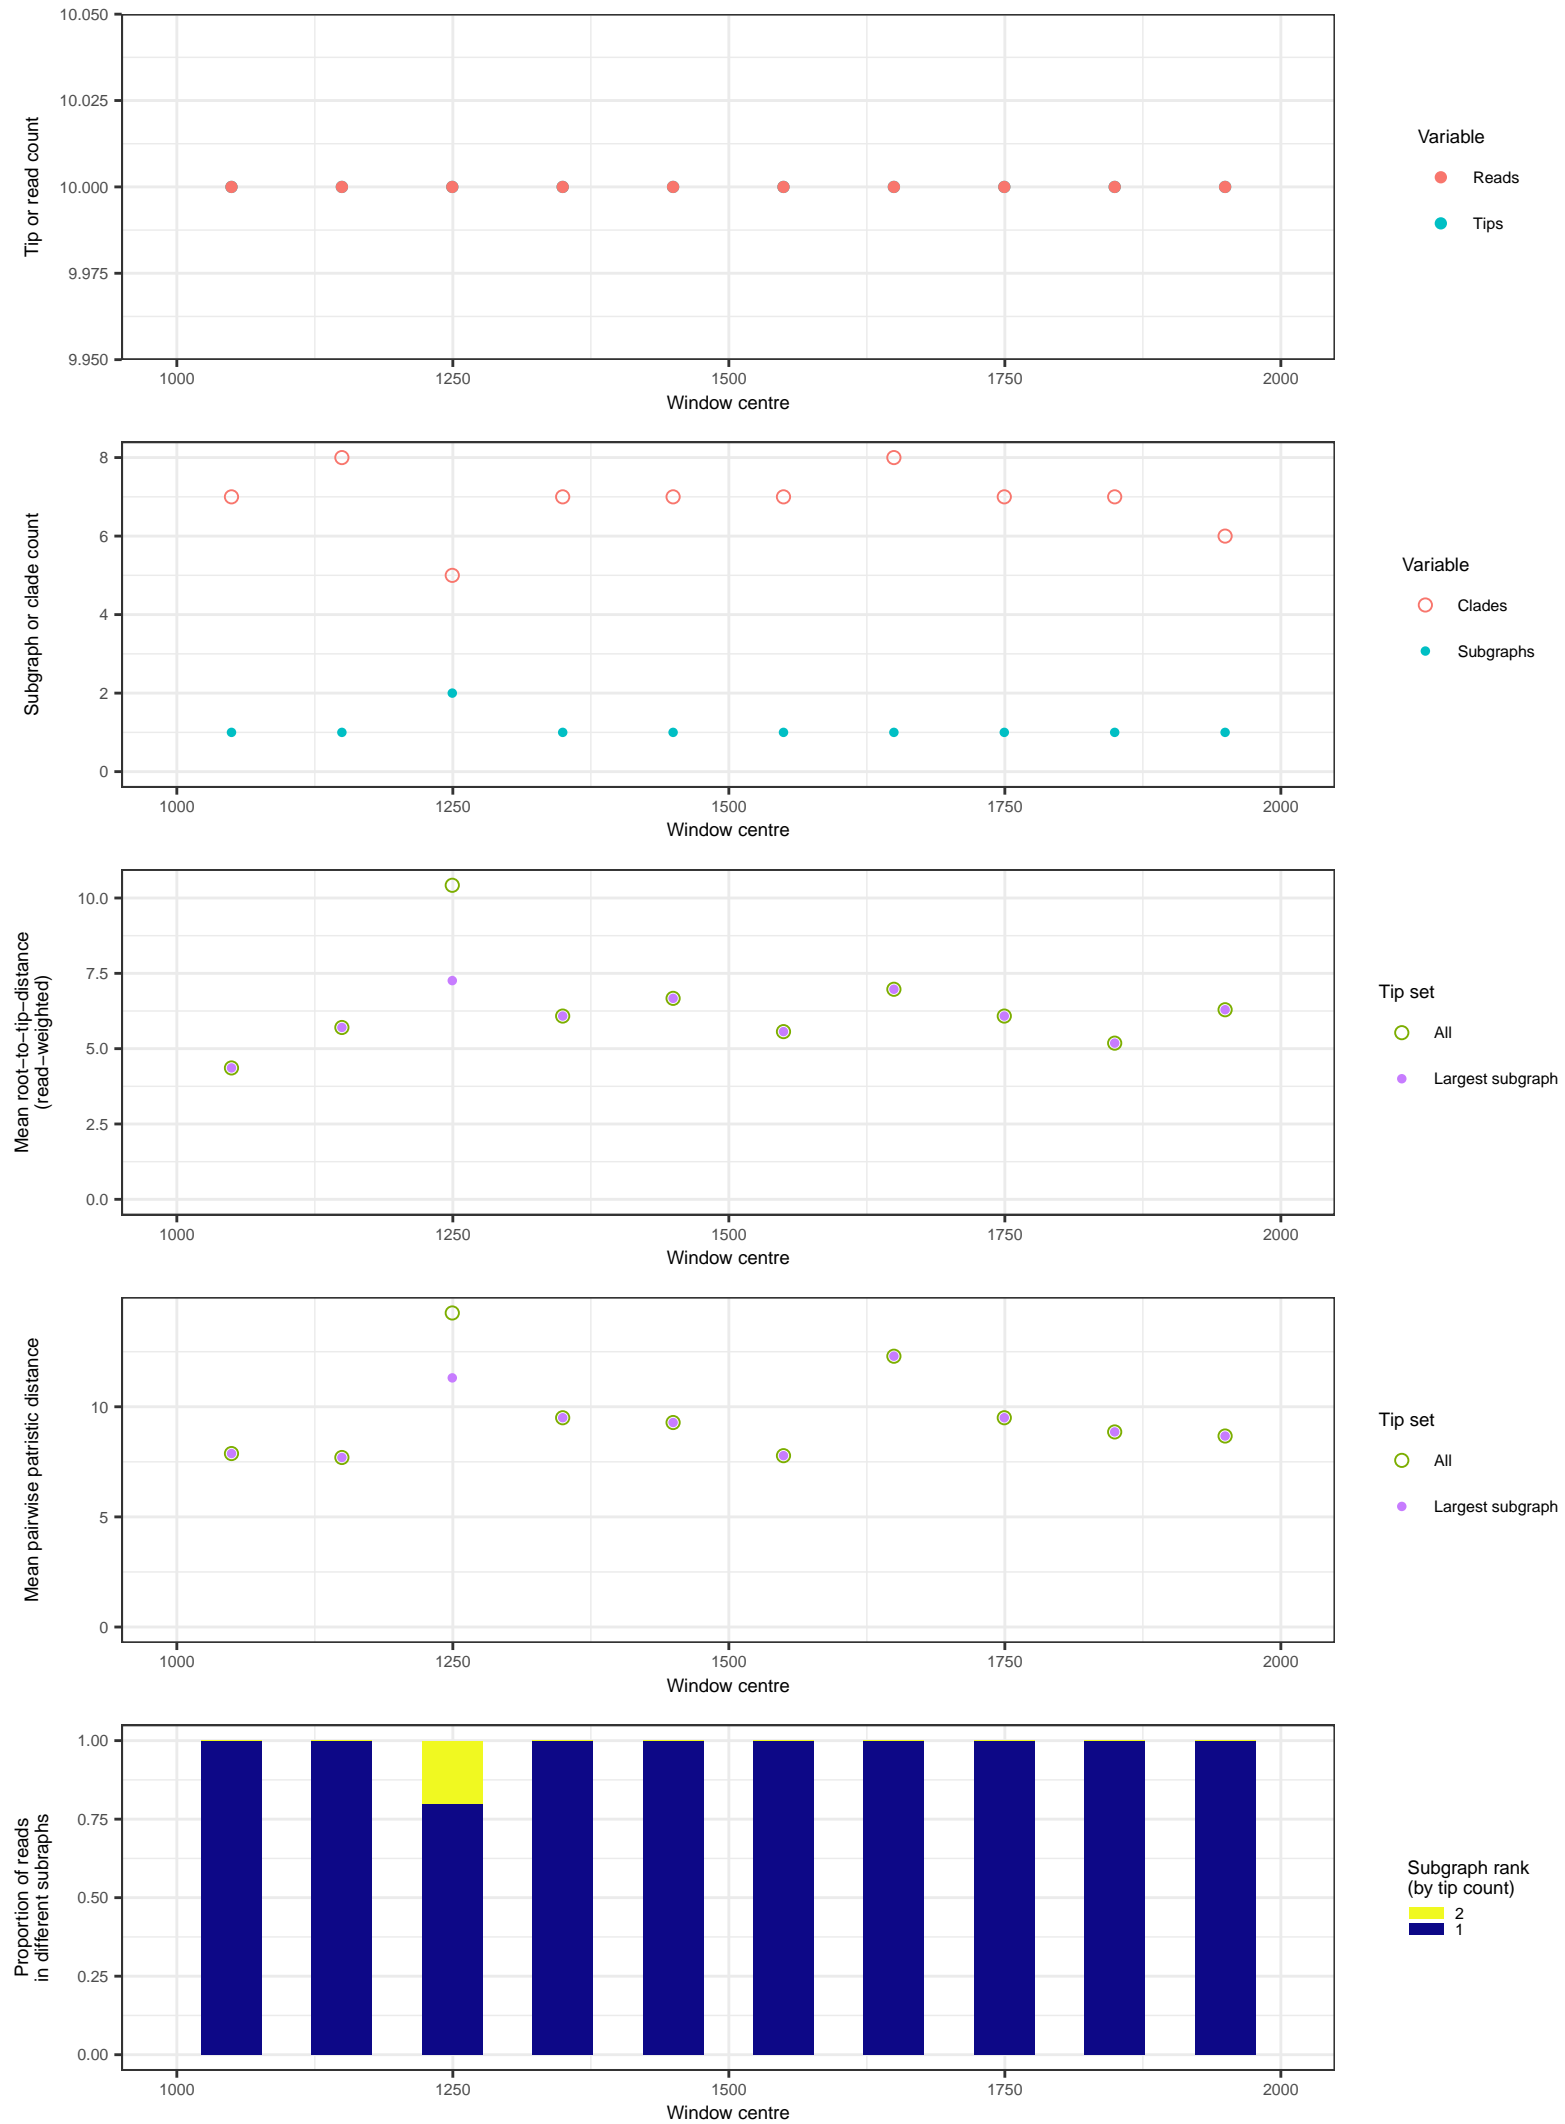 10.050
10.025
10.000
9.975
9.950
Tip or read count
1000 1250 1500 1750 2000
Window centre
Variable
Reads
Tips
8
6
4
2
0
Subgraph or clade count
1000 1250 1500 1750 2000
Window centre
Variable
Clades
Subgraphs
10.0
7.5
5.0
2.5
0.0
Mean root−to−tip−distance
(read−weighted)
1000 1250 1500 1750 2000
Window centre
Tip set
All
Largest subgraph
10
5
0
Mean pairwise patristic distance
1000 1250 1500 1750 2000
Window centre
Tip set
All
Largest subgraph
1.00
0.75
0.50
0.25
0.00
Proportion of reads
in different subraphs
1000 1250 1500 1750 2000
Window centre
Subgraph rank
(by tip count)
2
1